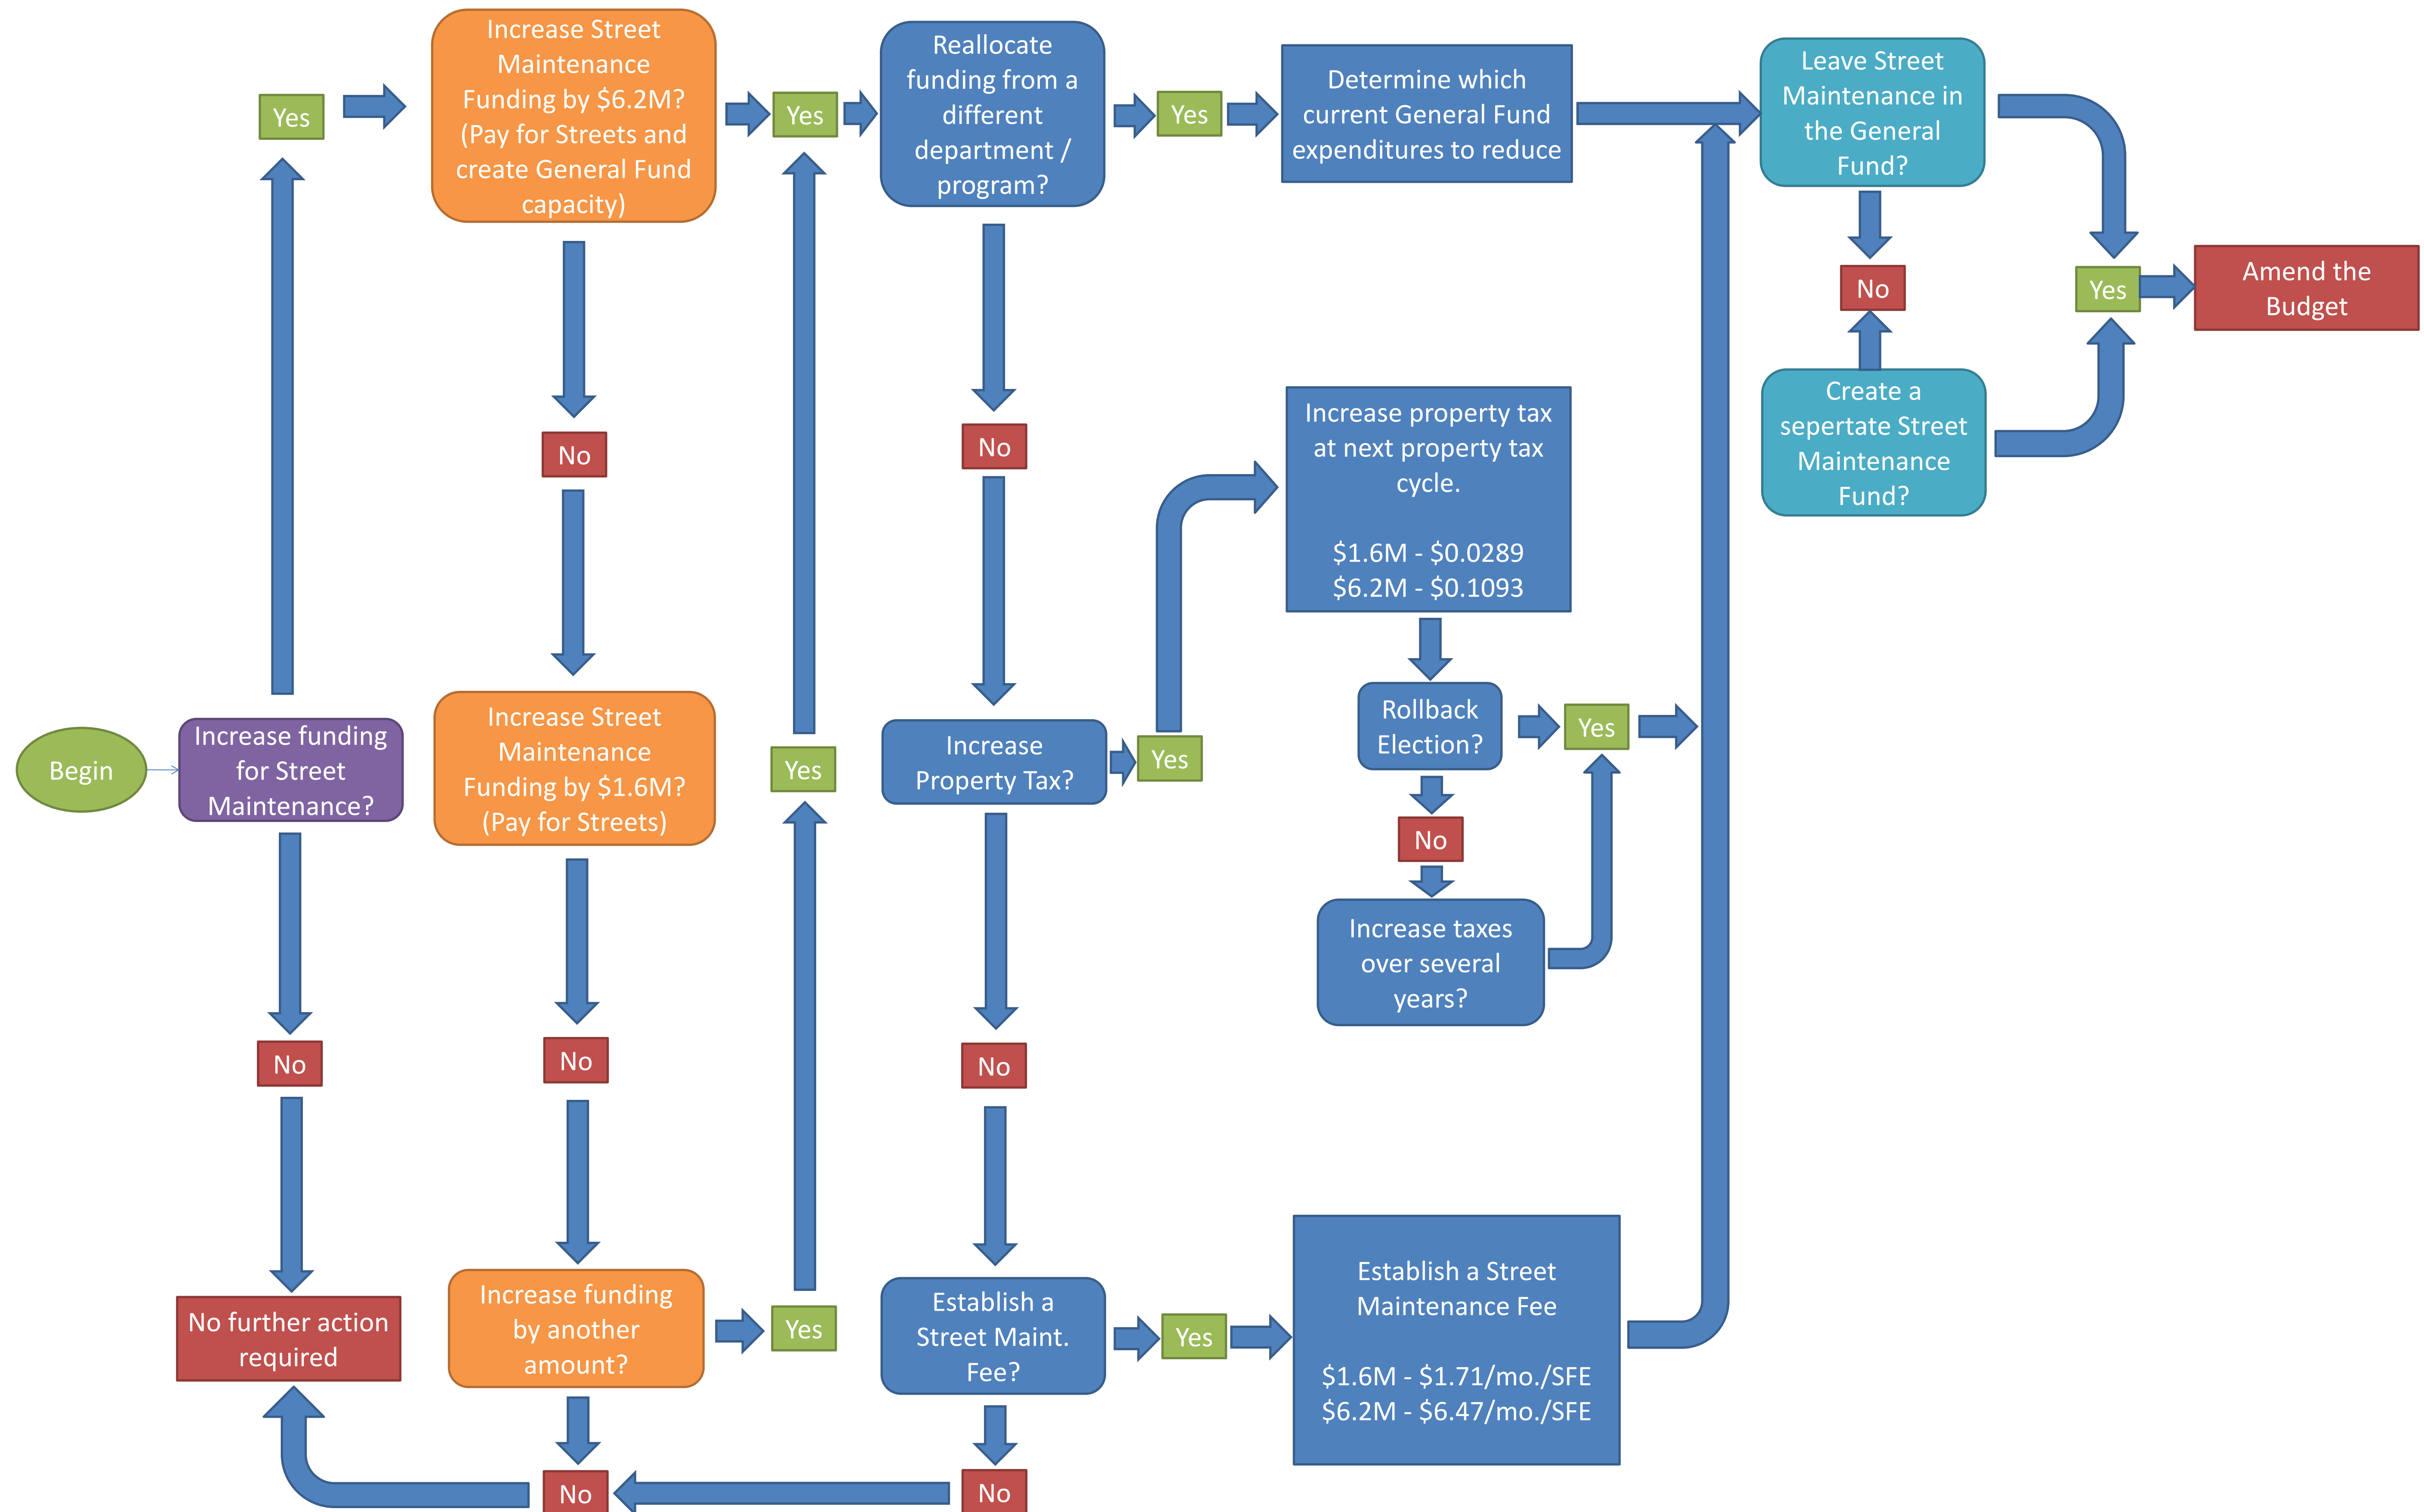 Begin
Increase funding
for Street
Maintenance?
Yes
No
No further action
required
Increase Street
Maintenance
Funding by $6.2M?
(Pay for Streets and
create General Fund
capacity)
No
Increase Street
Maintenance
Funding by $1.6M?
(Pay for Streets)
No
Increase funding
by another
amount?
No
Yes
Yes
Yes
Reallocate
funding from a
different
department /
program?
No
Increase
Property Tax?
No
Establish a
Street Maint.
Fee?
No
Yes
Yes
Yes
Determine which
current General Fund
expenditures to reduce
Increase property tax
at next property tax
cycle.
$1.6M - $0.0289
$6.2M - $0.1093
Rollback
Election?
Yes
No
Increase taxes
over several
years?
Establish a Street
Maintenance Fee
$1.6M - $1.71/mo./SFE
$6.2M - $6.47/mo./SFE
Leave Street
Maintenance in
the General
Fund?
No
Create a
sepertate Street
Maintenance
Fund?
Yes
Amend the
Budget